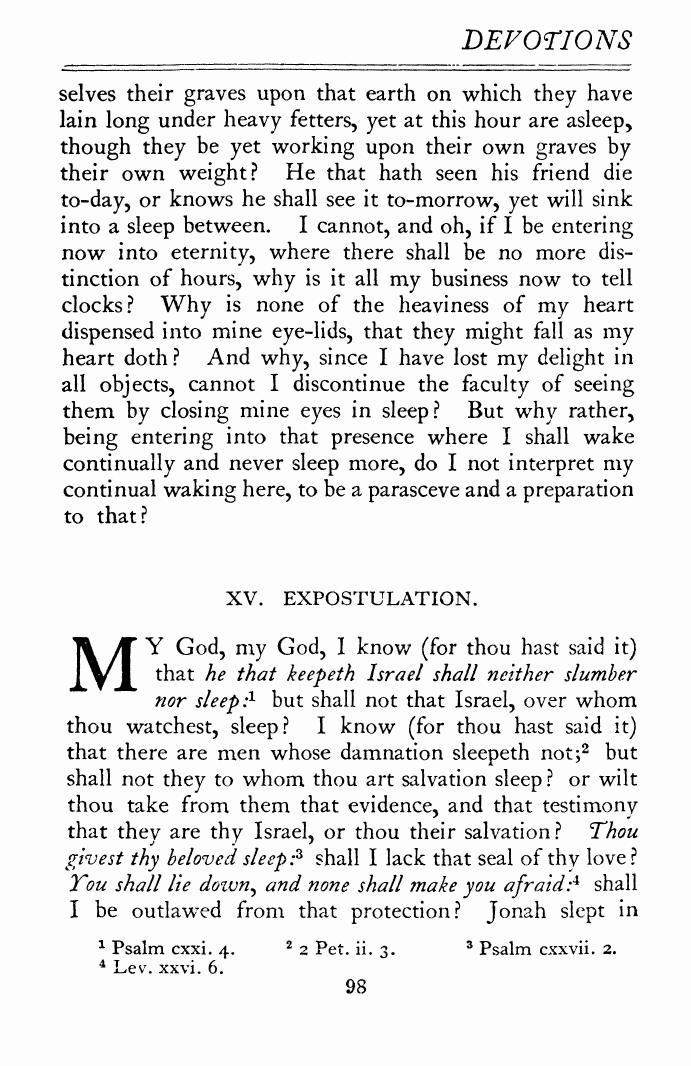 DEVOTIONS
selves their graves upon that earth on which they have
lain long under heavy fetters, yet at this hour are asleep,
though they be yet working upon their own graves by
their own weight? He that hath seen his friend die
to-day, or knows he shall see it to-morrow, yet will sink
into a sleep between. I cannot, and oh, if I be entering
now into eternity, where there shall be no more dis-
tinction of hours, why is it all my business now to tell
clocks? Why is none of the heaviness of my heart
dispensed into mine eye-lids, that they might fall as my
heart doth? And why, since I have lost my delight in
all objects, cannot I discontinue the faculty of seeing
them by closing mine eyes in sleep? But why rather,
being entering into that presence where I shall wake
continually and never sleep more, do I not interpret my
continual waking here, to be a parasceve and a preparation
to that?
XV. EXPOSTULATION.
MY God, my God, I know (for thou hast said it)
that he that keepeth Israel shall neither slumber
nor sleep:¹ but shall not that Israel, over whom
thou watchest, sleep? I know (for thou hast said it)
that there are men whose damnation sleepeth not;² but
shall not they to whom thou art salvation sleep? or wilt
thou take from them that evidence, and that testimony
that they are thy Israel, or thou their salvation? Thou
givest thy beloved sleep:³ shall I lack that seal of thy love?
You shall lie down, and none shall make you afraid:⁴ shall
I be outlawed from that protection? Jonah slept in
¹ Psalm cxxi. 4. ² 2 Pet. ii. 3. ³ Psalm cxxvii. 2.
⁴ Lev. xxvi. 6.
98